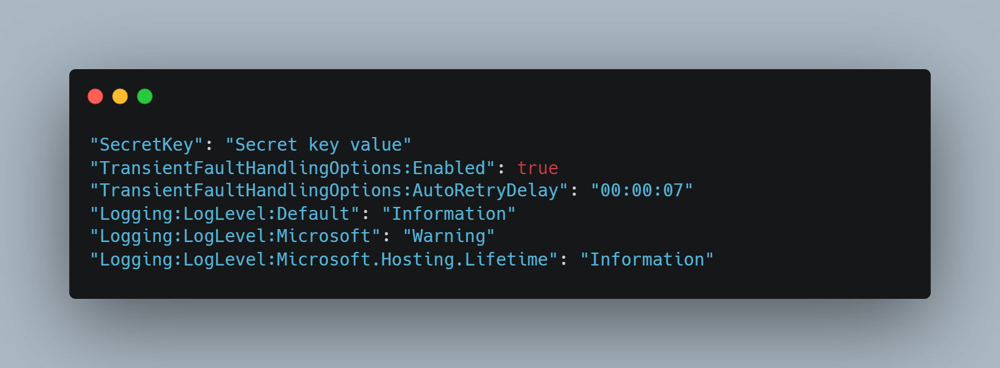 "SecretKey": "Secret key value"
"TransientFaultHandlingOptions:Enabled": true
"TransientFaultHandlingOptions:AutoRetryDelay": "00:00:07"
"Logging:LogLevel:Default": "Information"
"Logging:LogLevel:Microsoft": "Warning"
"Logging:LogLevel:Microsoft.Hosting.Lifetime": "Information"